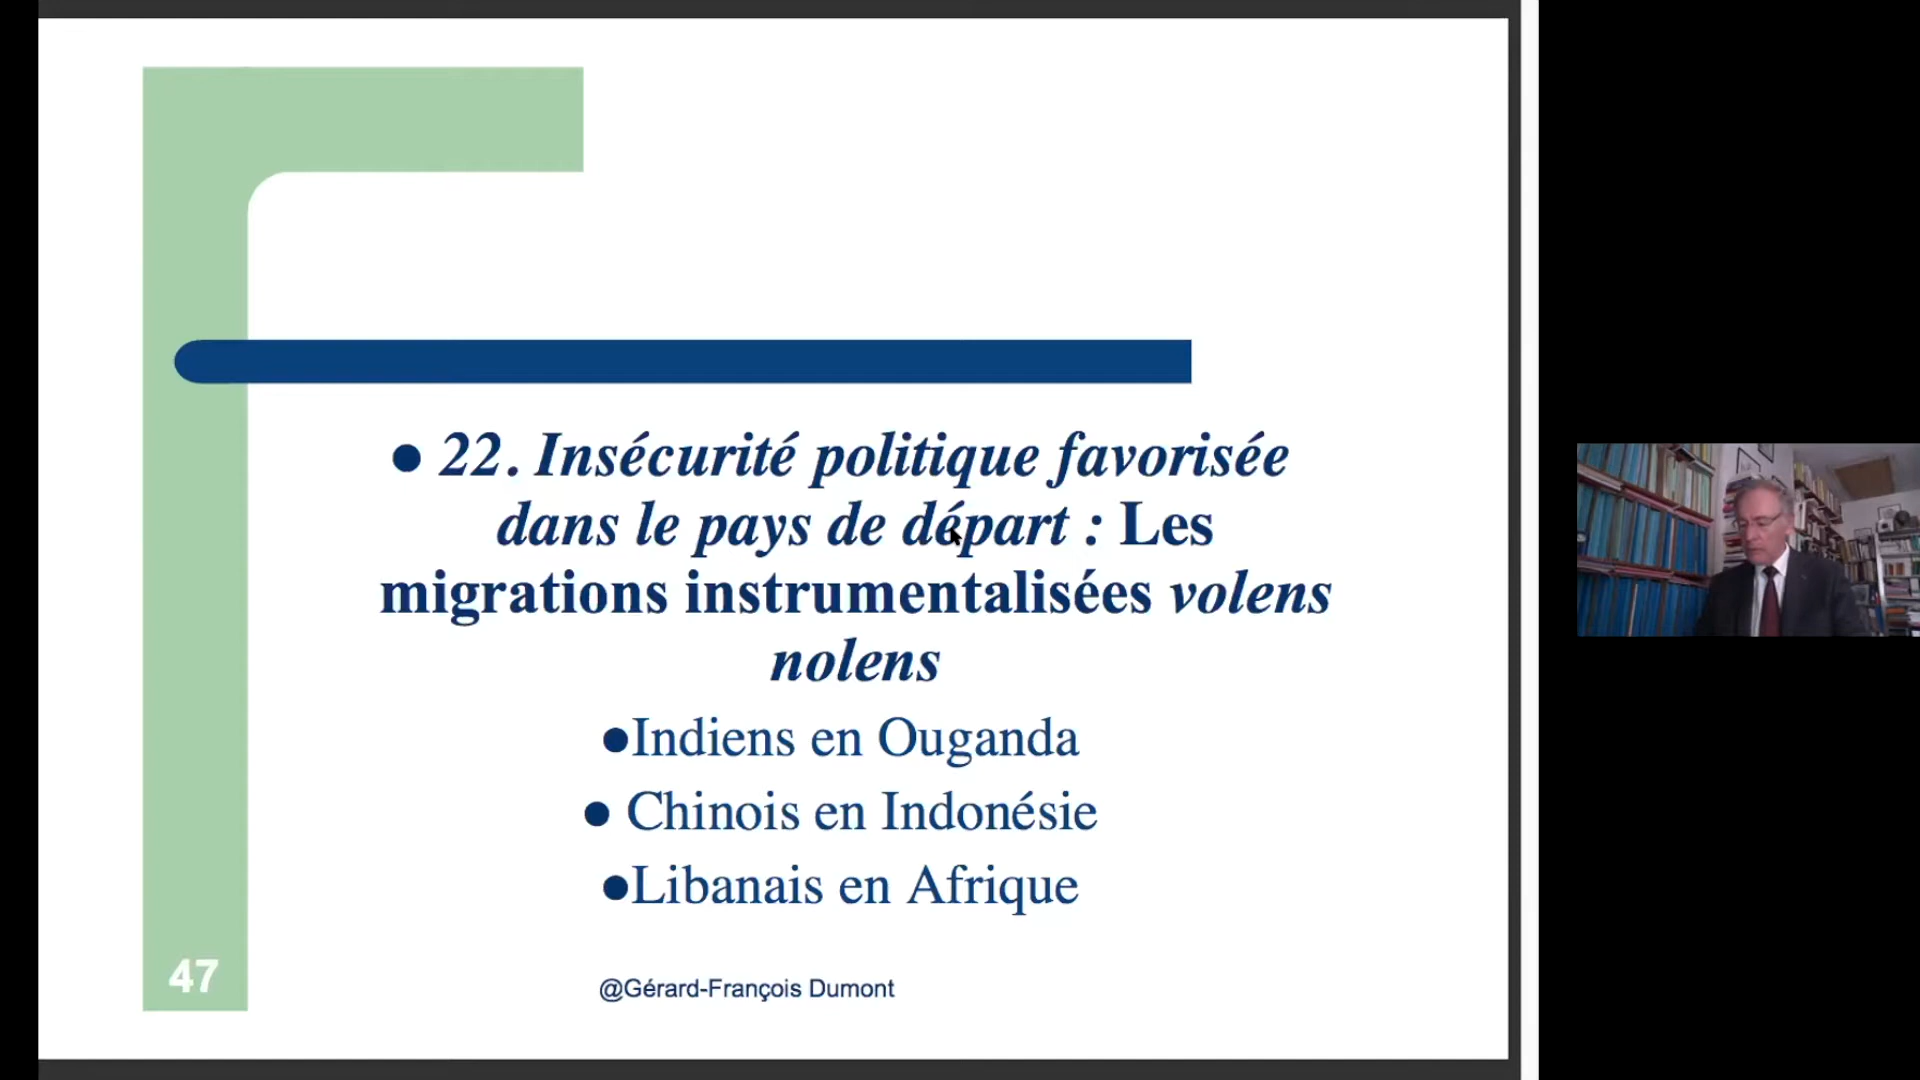 ● 22. Insécurité politique favorisée
dans le pays de départ : Les
migrations instrumentalisées volens
nolens
●Indiens en Ouganda
● Chinois en Indonésie
●Libanais en Afrique
47
@Gérard-François Dumont